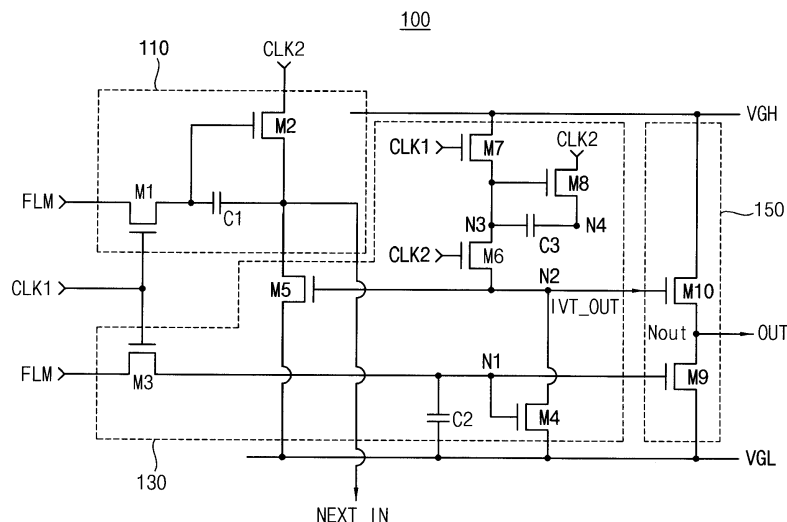 100
110
CLK2
M2
VGH
CLK1
M7
CLK2
M8
M1
FLM
C1
N3
N4
C3
150
CLK2
M6
N2
CLK1
M5
IVT_OUT
M10
Nout
OUT
FLM
M3
N1
M9
C2
M4
130
VGL
NEXT IN